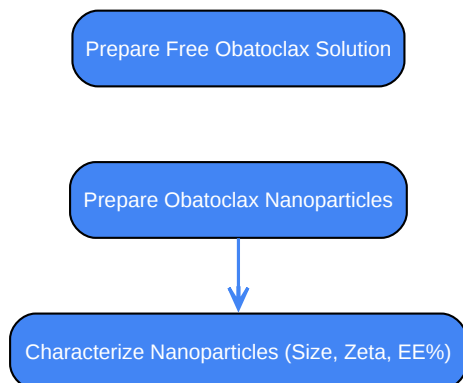 Prepare Free Obatoclax Solution
Prepare Obatoclax Nanoparticles
Characterize Nanoparticles (Size, Zeta, EE%)